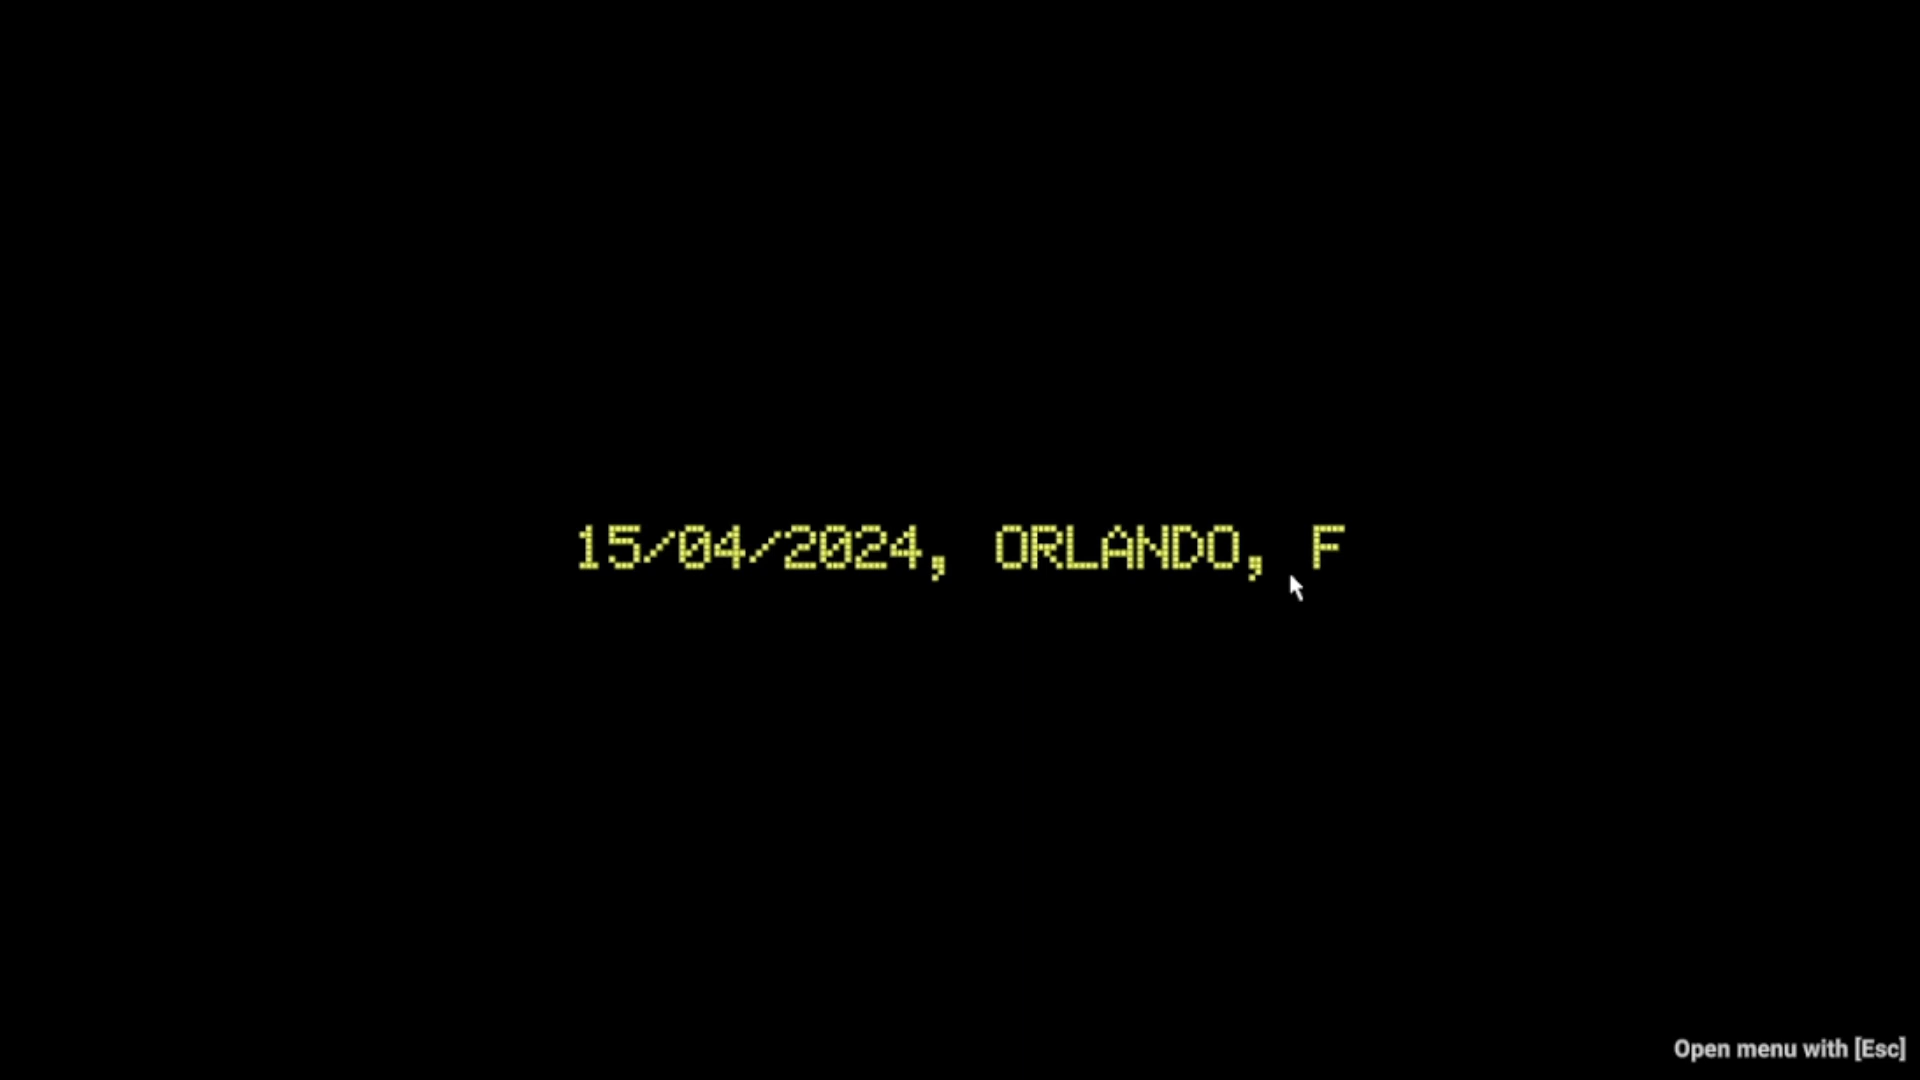 15/04/2024, ORLANDO, F
Open menu with [Esc]